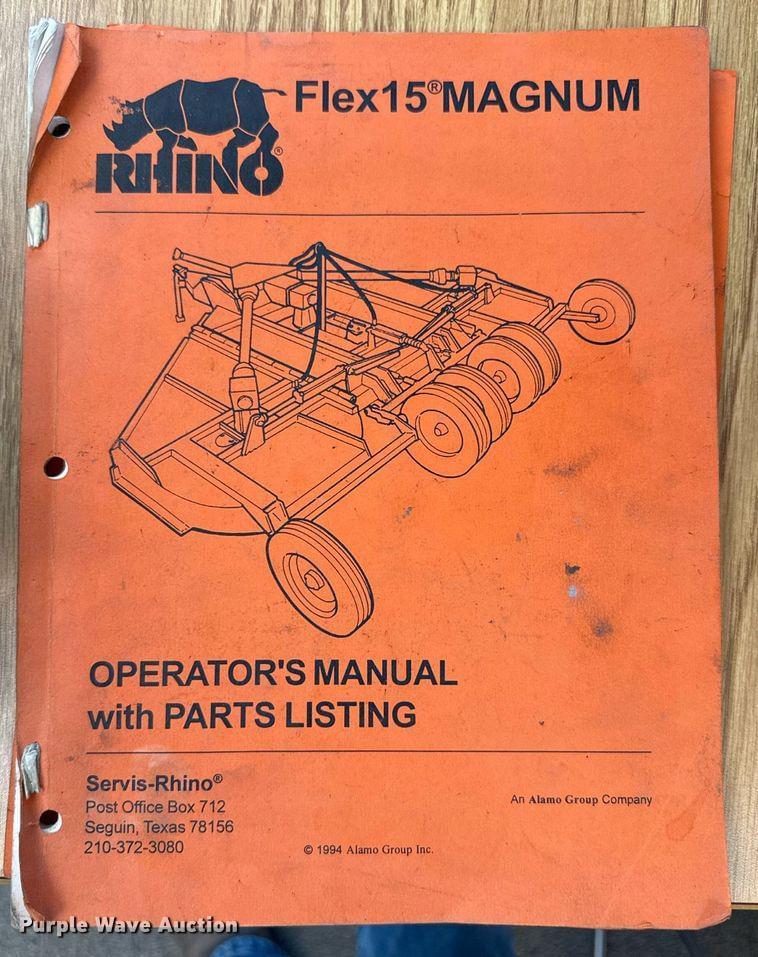 Flex15® MAGNUM
RHINO®
OPERATOR'S MANUAL
with PARTS LISTING
Servis-Rhino®
Post Office Box 712
Seguin, Texas 78156
210-372-3080
An Alamo Group Company
© 1994 Alamo Group Inc.
Purple Wave Auction